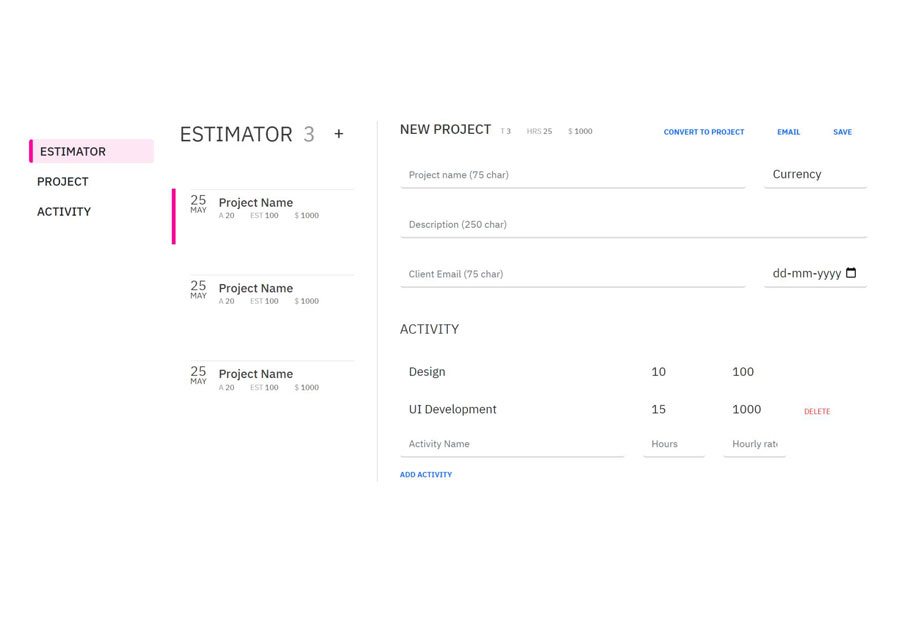 ESTIMATOR
PROJECT
ACTIVITY
ESTIMATOR 3 +
25 MAY
Project Name
A 20 EST 100 $ 1000
25 MAY
Project Name
A 20 EST 100 $ 1000
25 MAY
Project Name
A 20 EST 100 $ 1000
NEW PROJECT T 3 HRS 25 $ 1000 CONVERT TO PROJECT EMAIL SAVE
Project name (75 char) Currency
Description (250 char)
Client Email (75 char) dd-mm-yyyy
ACTIVITY
Design 10 100
UI Development 15 1000 DELETE
Activity Name Hours Hourly rat
ADD ACTIVITY